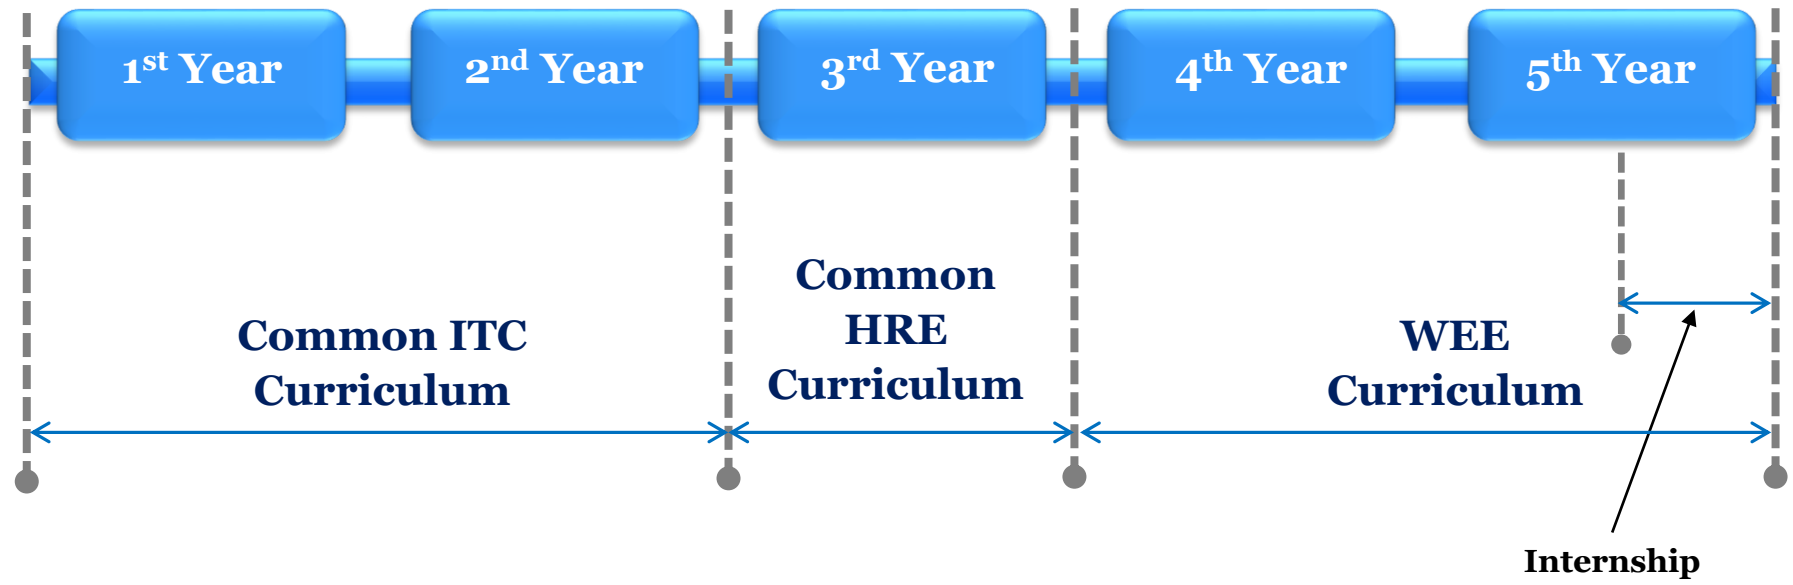 1st Year
2nd Year
3rd Year
4th Year
5th Year
Common ITC
Curriculum
Common
HRE
Curriculum
WEE
Curriculum
Internship